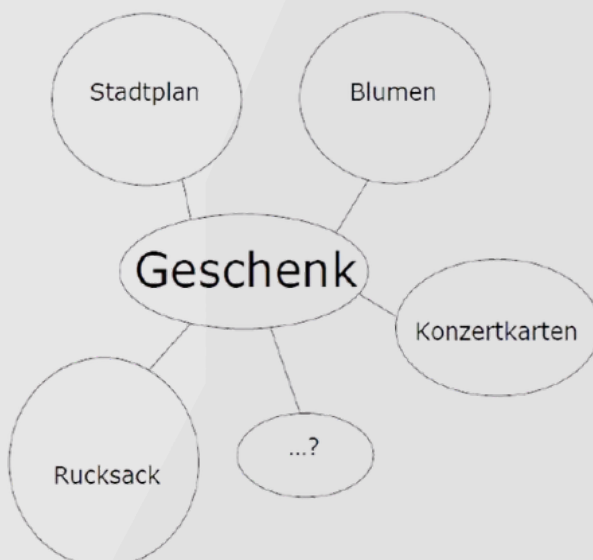 Stadtplan
Blumen
Geschenk
Konzertkarten
...?
Rucksack